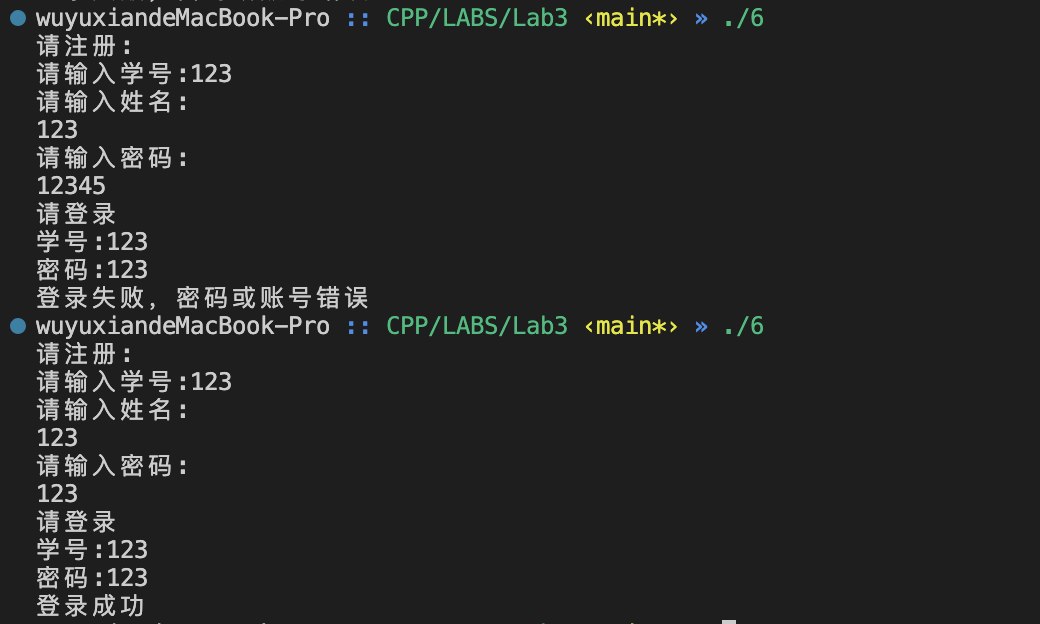 wuyuxiandeMacBook-Pro :: CPP/LABS/Lab3 ‹main*› » ./6
请注册:
请输入学号:123
请输入姓名:
123
请输入密码:
12345
请登录
学号:123
密码:123
登录失败, 密码或账号错误
wuyuxiandeMacBook-Pro :: CPP/LABS/Lab3 ‹main*› » ./6
请注册:
请输入学号:123
请输入姓名:
123
请输入密码:
123
请登录
学号:123
密码:123
登录成功